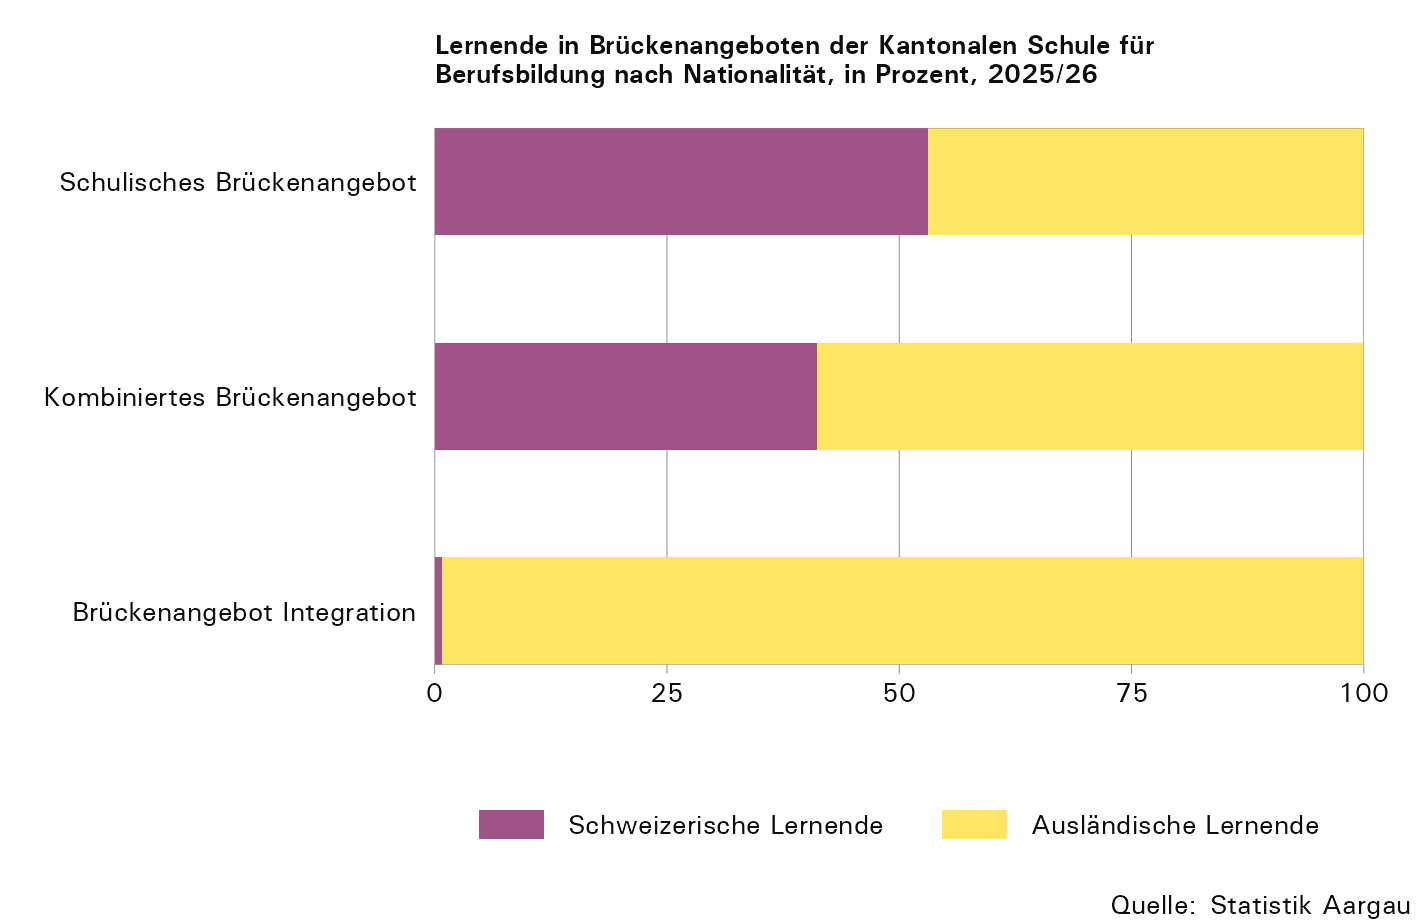 Lernende in Brückenangeboten der Kantonalen Schule für
Berufsbildung nach Nationalität, in Prozent, 2025/26
Schulisches Brückenangebot
Kombiniertes Brückenangebot
Brückenangebot Integration
0 25 50 75 100
Schweizerische Lernende Ausländische Lernende
Quelle: Statistik Aargau